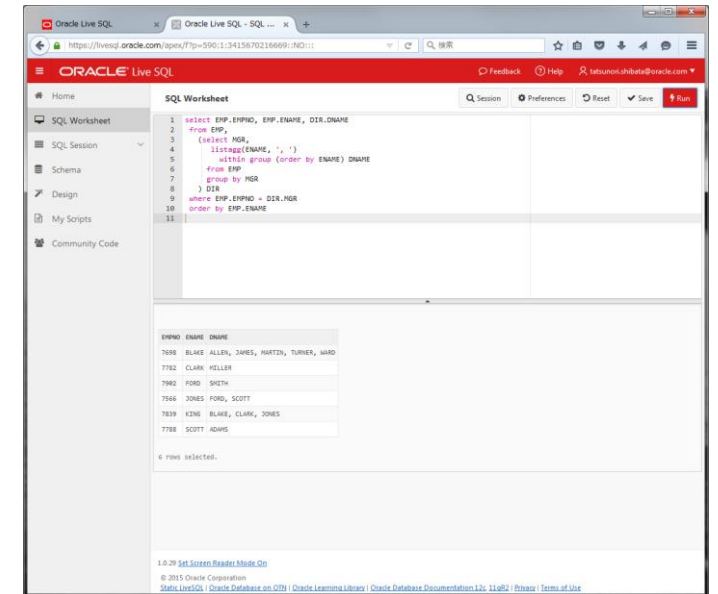 Oracle Live SQL
Oracle Live SQL - SQL ...
https://livesql.oracle.com/apex/f?p=590:1:3415670216669::NO:::
検索
ORACLE Live SQL
Feedback
Help
tatsunori.shibata@oracle.com
Home
SQL Worksheet
SQL Session
Schema
Design
My Scripts
Community Code
SQL Worksheet
Session
Preferences
Reset
Save
Run
1 select EMP.EMPNO, EMP.ENAME, DIR.DNAME
2 from EMP,
3 (select MGR,
4 listagg(ENAME, ', ')
5 within group (order by ENAME) DNAME
6 from EMP
7 group by MGR
8 ) DIR
9 where EMP.EMPNO = DIR.MGR
10 order by EMP.ENAME
11
EMPNO ENAME DNAME
7698 BLAKE ALLEN, JAMES, MARTIN, TURNER, WARD
7782 CLARK MILLER
7902 FORD SMITH
7566 JONES FORD, SCOTT
7839 KING BLAKE, CLARK, JONES
7788 SCOTT ADAMS
6 rows selected.
1.0.29 Set Screen Reader Mode On
© 2015 Oracle Corporation
Static LiveSQL | Oracle Database on OTN | Oracle Learning Library | Oracle Database Documentation 12c, 11gR2 | Privacy | Terms of Use